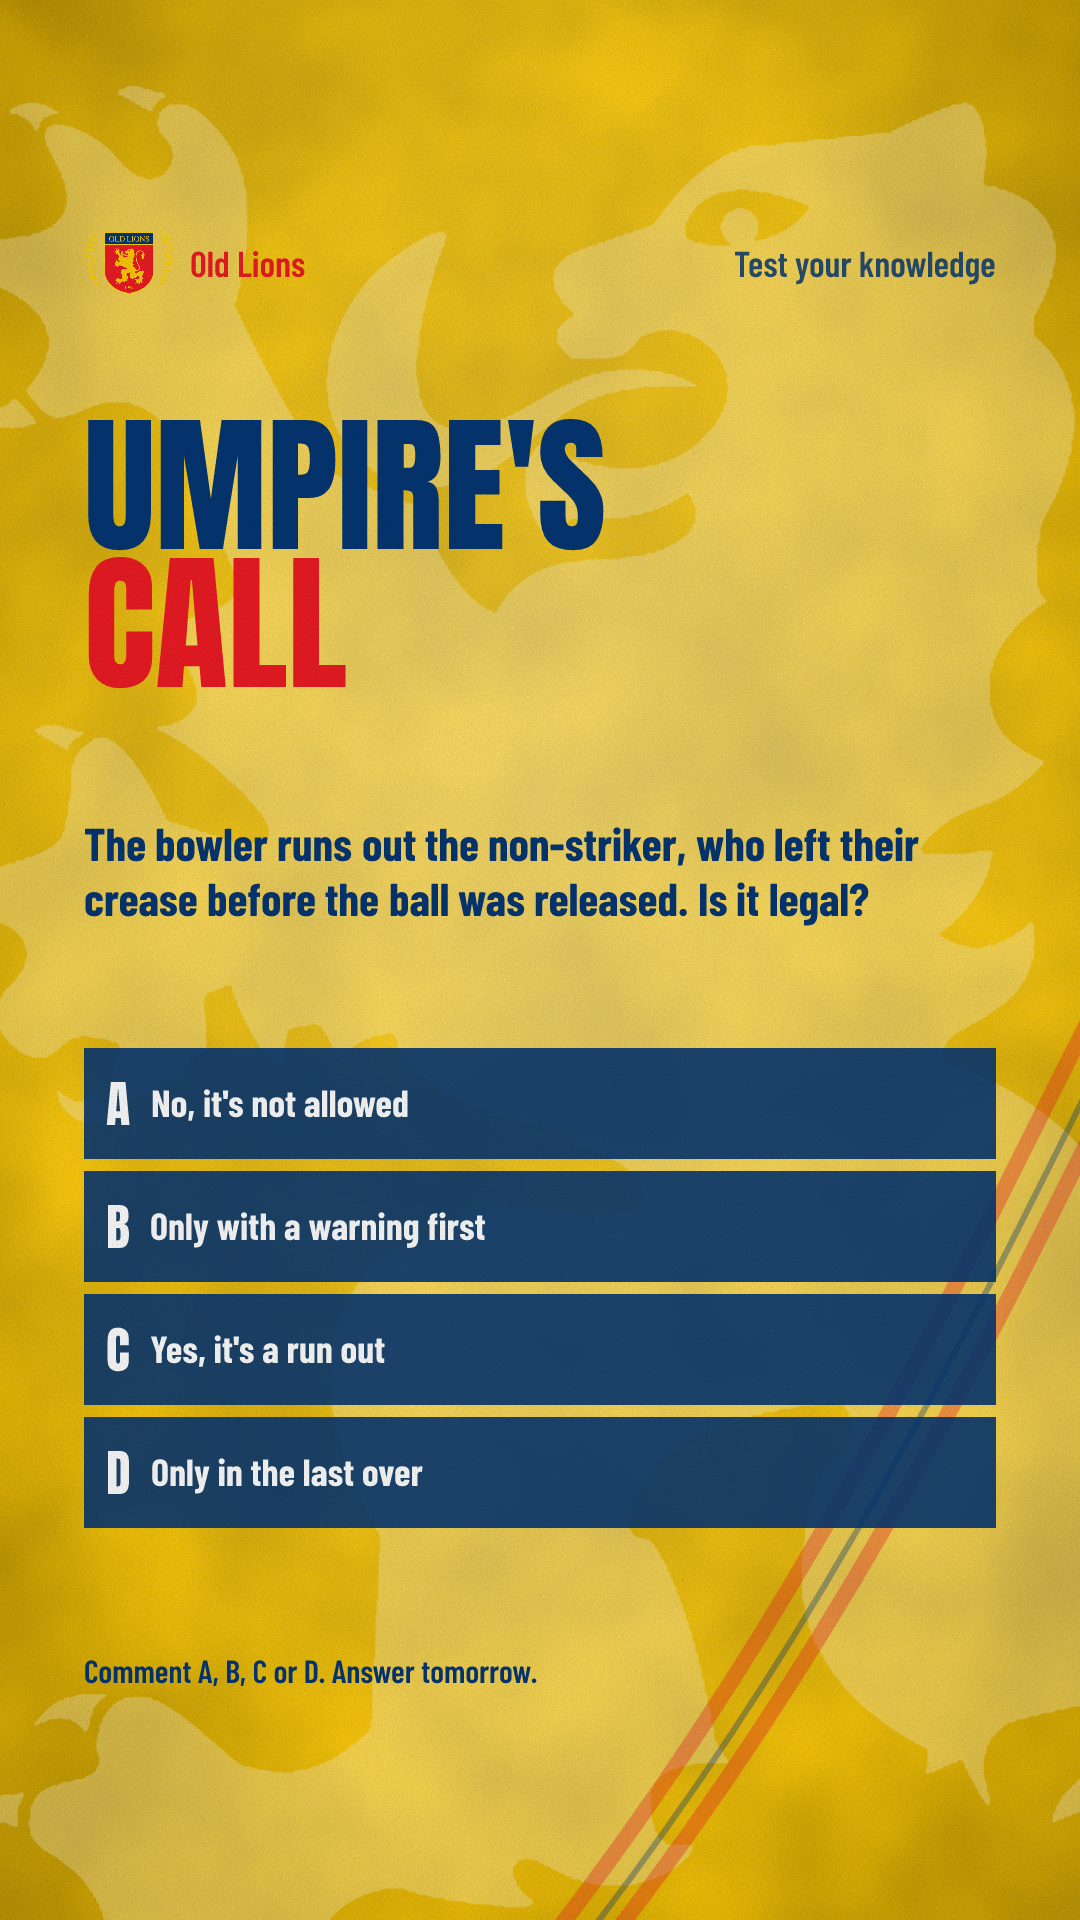 OLD LIONS
Old Lions
Test your knowledge
UMPIRE'S
CALL
The bowler runs out the non-striker, who left their
crease before the ball was released. Is it legal?
A No, it's not allowed
B Only with a warning first
C Yes, it's a run out
D Only in the last over
Comment A, B, C or D. Answer tomorrow.